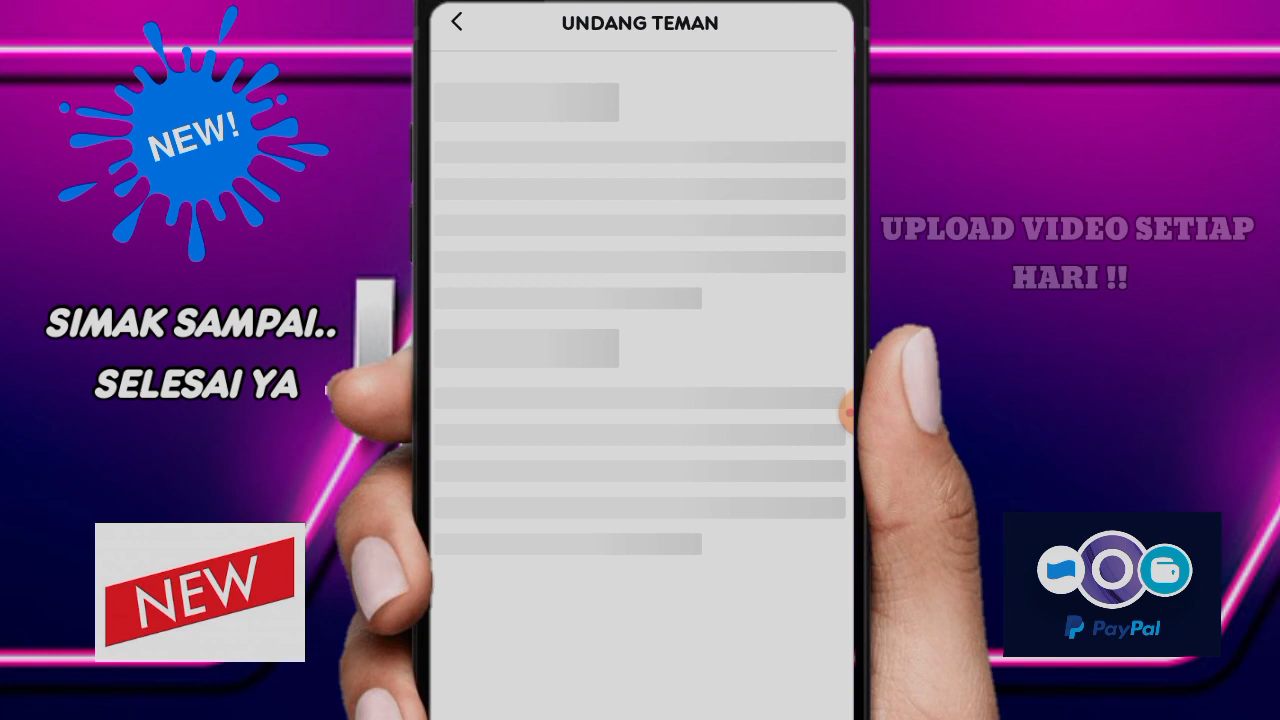 UNDANG TEMAN
NEW!
UPLOAD VIDEO SETIAP
HARI !!
SIMAK SAMPAI..
SELESAI YA
NEW
PayPal